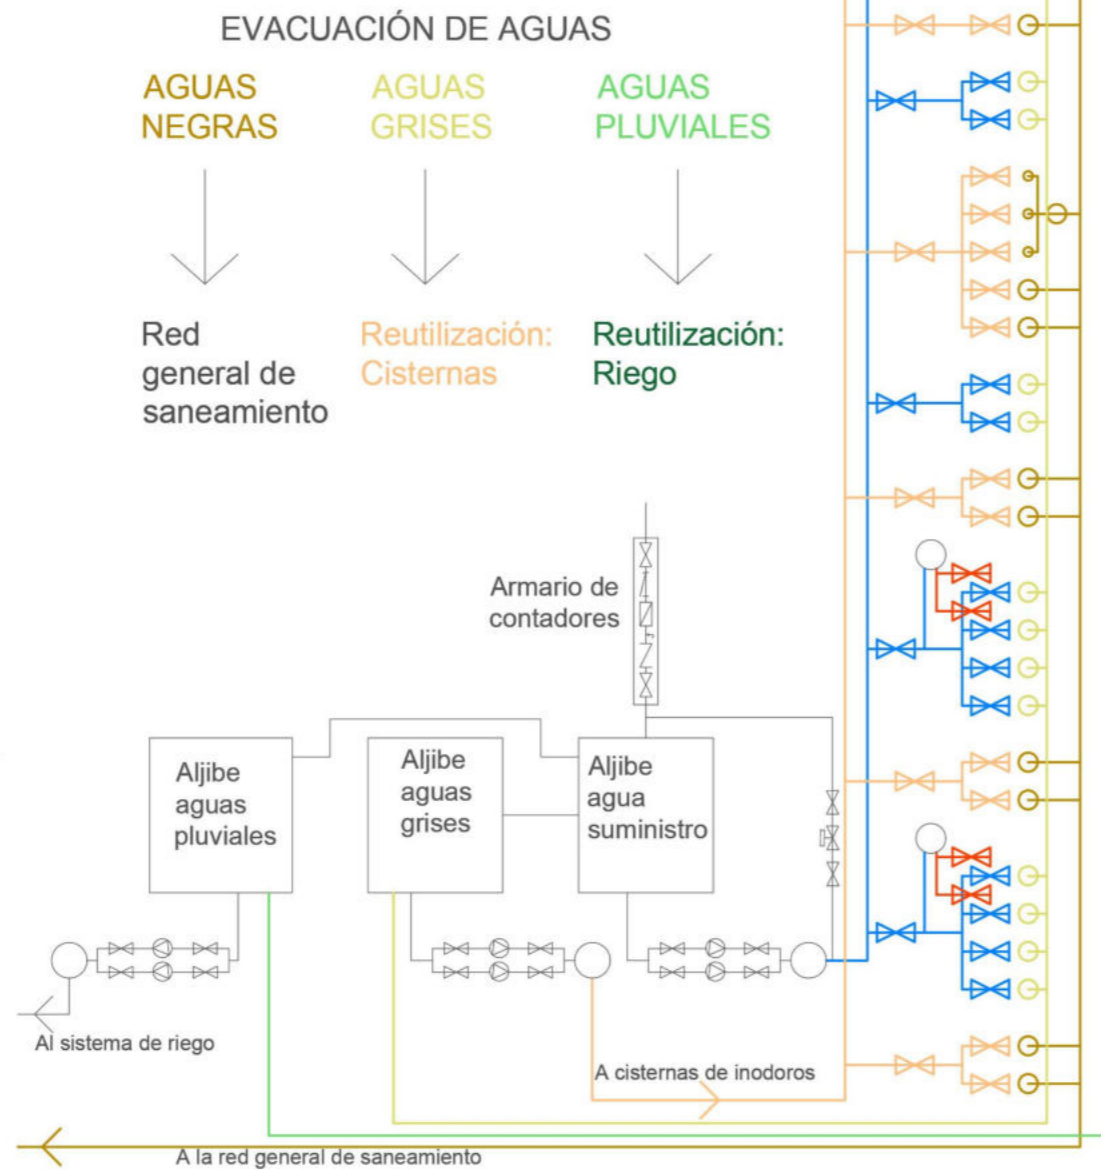 EVACUACIÓN DE AGUAS
AGUAS
NEGRAS
AGUAS
GRISES
AGUAS
PLUVIALES
Red
general de
saneamiento
Reutilización:
Cisternas
Reutilización:
Riego
Armario de
contadores
Aljibe
aguas
pluviales
Aljibe
aguas
grises
Aljibe
agua
suministro
Al sistema de riego
A cisternas de inodoros
A la red general de saneamiento